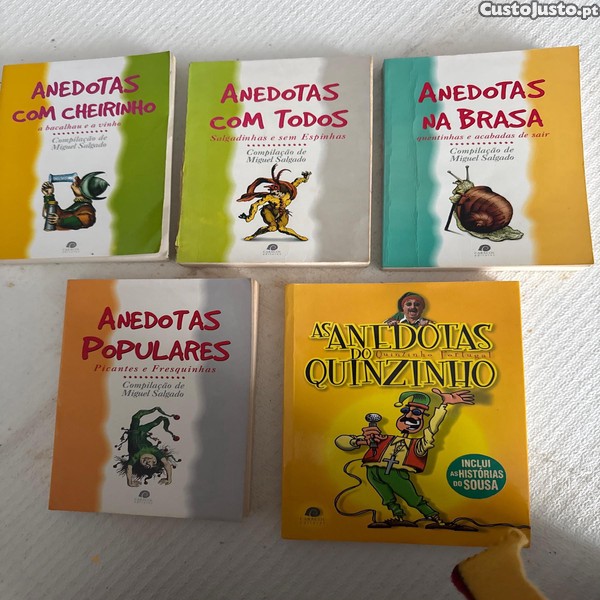 CustoJusto.pt
ANEDOTAS
COM CHEIRINHO
a bacalhau e a vinho
Compilação de
Miguel Salgado
ANEDOTAS
COM TODOS
Salgadinhas e sem Espinhas
Compilação de
Miguel Salgado
ANEDOTAS
NA BRASA
quentinhas e acabadas de sair
Compilação de
Miguel Salgado
ANEDOTAS
POPULARES
Picantes e Fresquinhas
Compilação de
Miguel Salgado
AS ANEDOTAS
DO Quinzinho Portugal
QUINZINHO
INCLUI
AS HISTÓRIAS
DO SOUSA